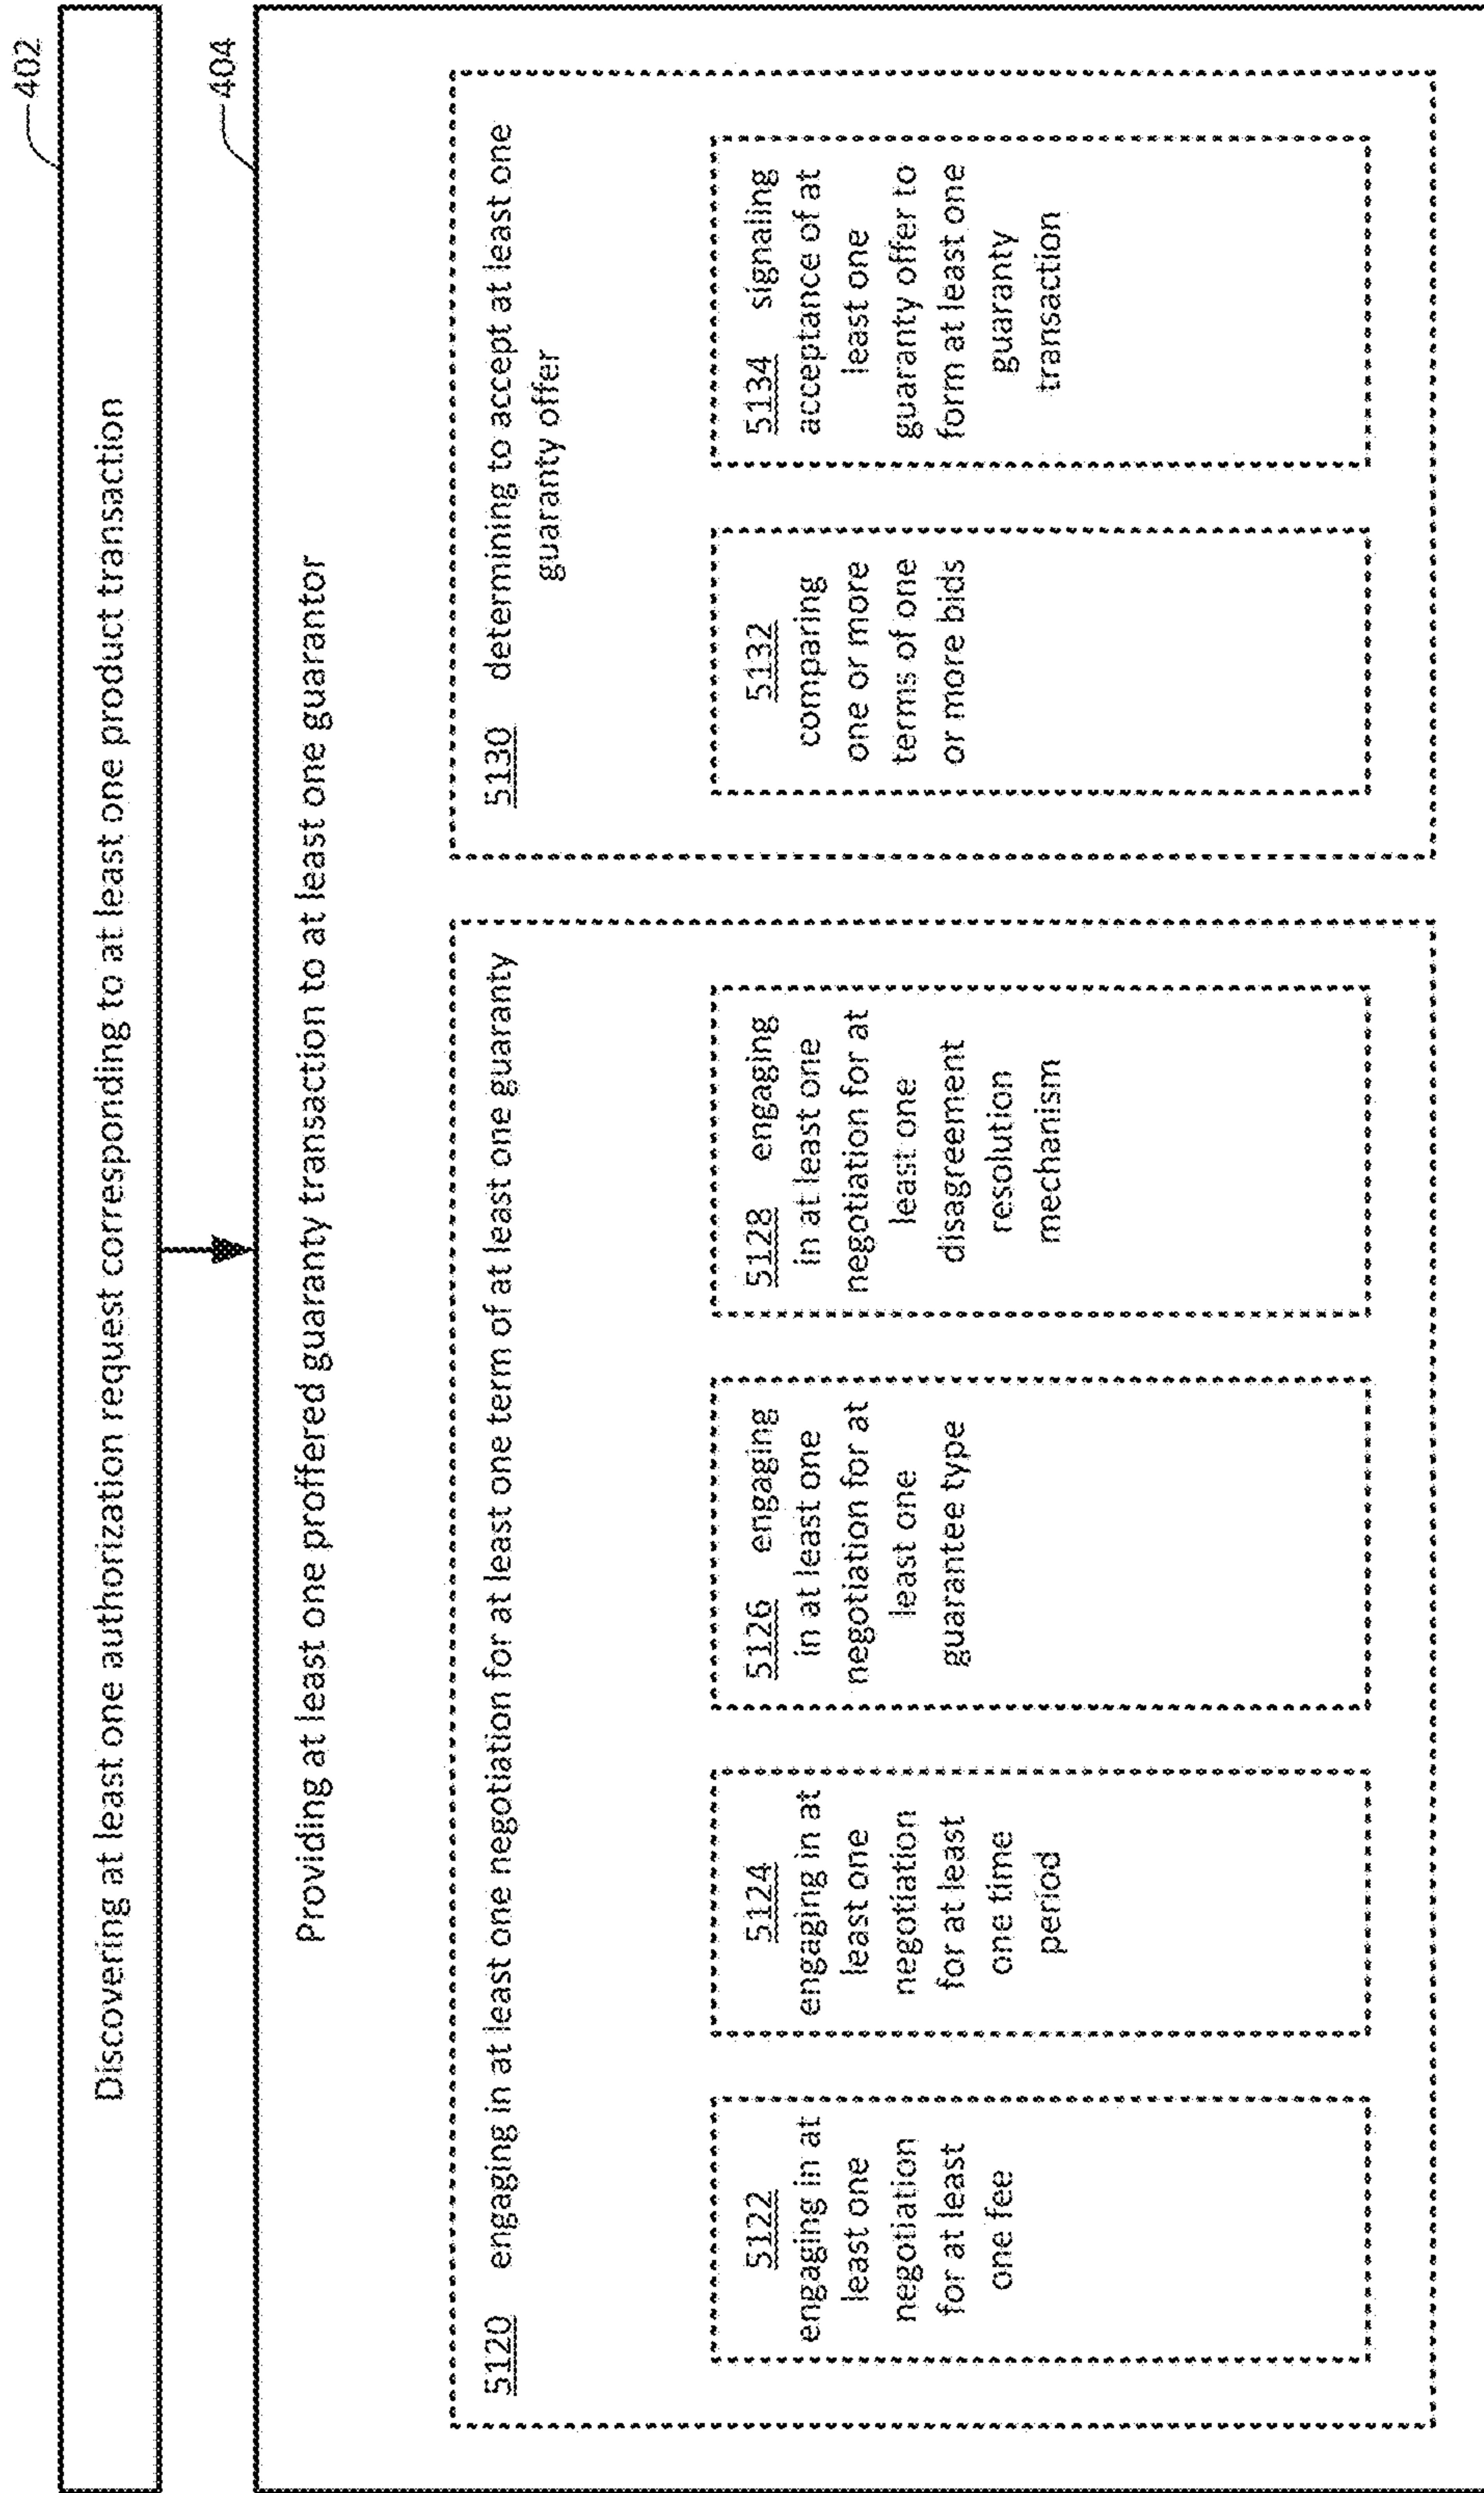 402
Discovering at least one authorization request corresponding to at least one product transaction
404
Providing at least one proffered guaranty transaction to at least one guarantor
5120 engaging in at least one negotiation for at least one term of at least one guaranty
5122
engaging in at
least one
negotiation
for at least
one fee
5124
engaging in at
least one
negotiation
for at least
one time
period
5126 engaging
in at least one
negotiation for at
least one
guarantee type
5128 engaging
in at least one
negotiation for at
least one
disagreement
resolution
mechanism
5130 determining to accept at least one
guaranty offer
5132
comparing
one or more
terms of one
or more bids
5134 signaling
acceptance of at
least one
guaranty offer to
form at least one
guaranty
transaction